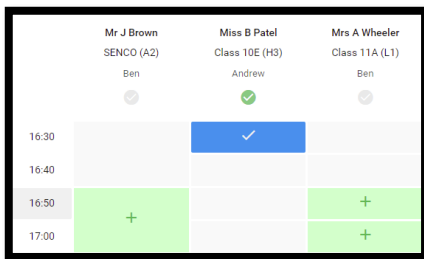 Mr J Brown Miss B Patel Mrs A Wheeler
SENCO (A2) Class 10E (H3) Class 11A (L1)
Ben Andrew Ben
16:30
16:40
16:50 +
+
17:00 +